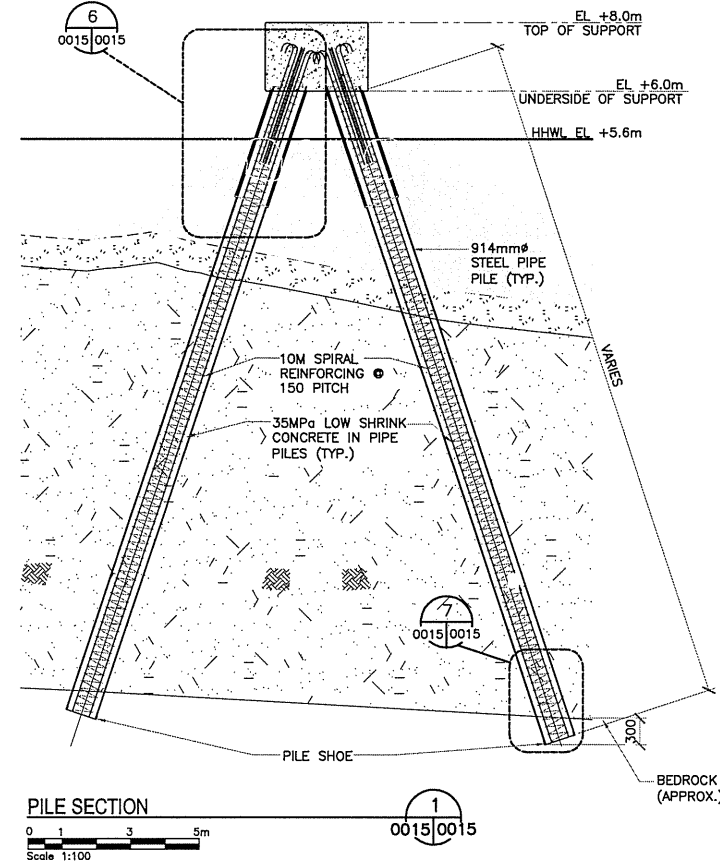 6
0015 0015
EL +8.0m
TOP OF SUPPORT
EL +6.0m
UNDERSIDE OF SUPPORT
HHWL EL +5.6m
914mmø
STEEL PIPE
PILE (TYP.)
VARIES
10M SPIRAL
REINFORCING @
150 PITCH
35MPa LOW SHRINK
CONCRETE IN PIPE
PILES (TYP.)
7
0015 0015
300
PILE SHOE
BEDROCK
(APPROX.)
PILE SECTION
1
0015 0015
0 1 3 5m
Scale 1:100